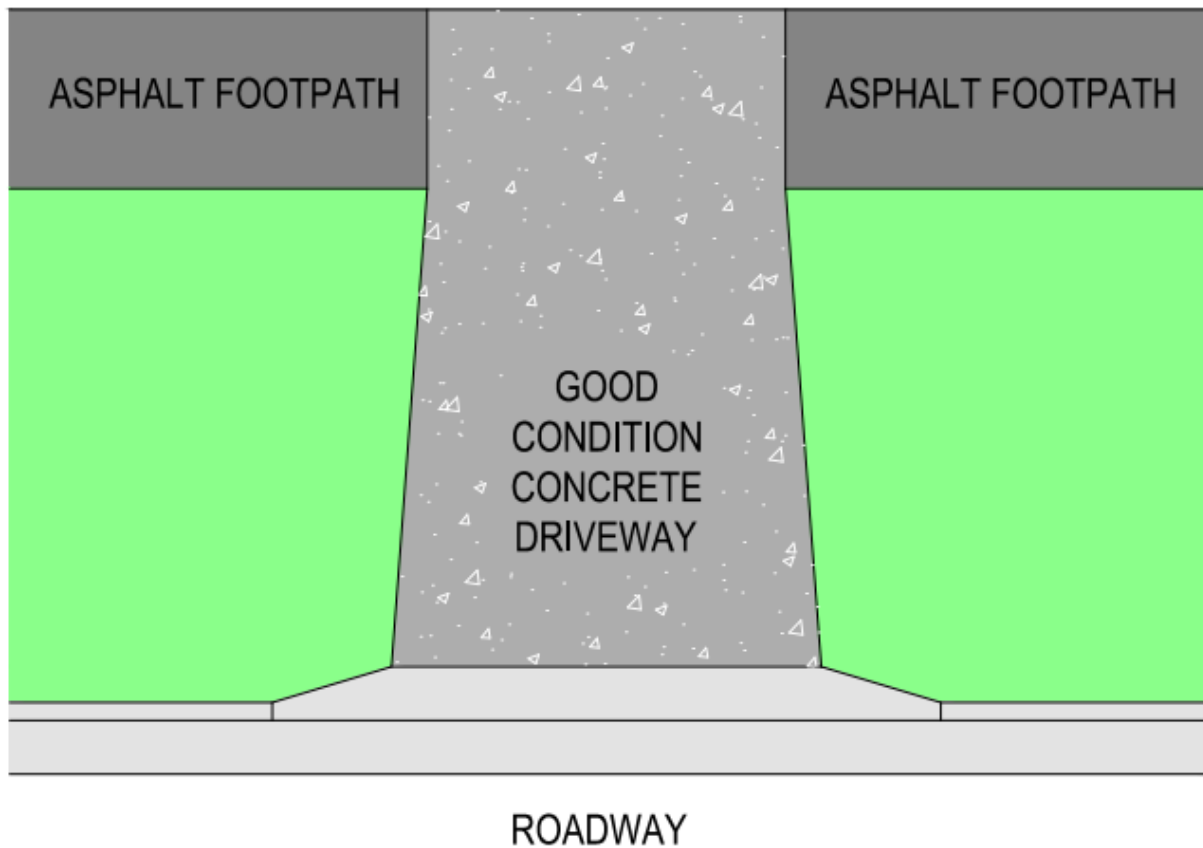 ASPHALT FOOTPATH
ASPHALT FOOTPATH
GOOD
CONDITION
CONCRETE
DRIVEWAY
ROADWAY